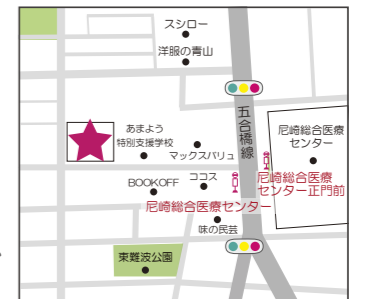 スシロー
洋服の青山
五合橋線
あまよう
特別支援学校
マックスバリュ
尼崎総合医療
センター
BOOKOFF
ココス
尼崎総合医療
センター正門前
尼崎総合医療センター
味の民芸
東難波公園